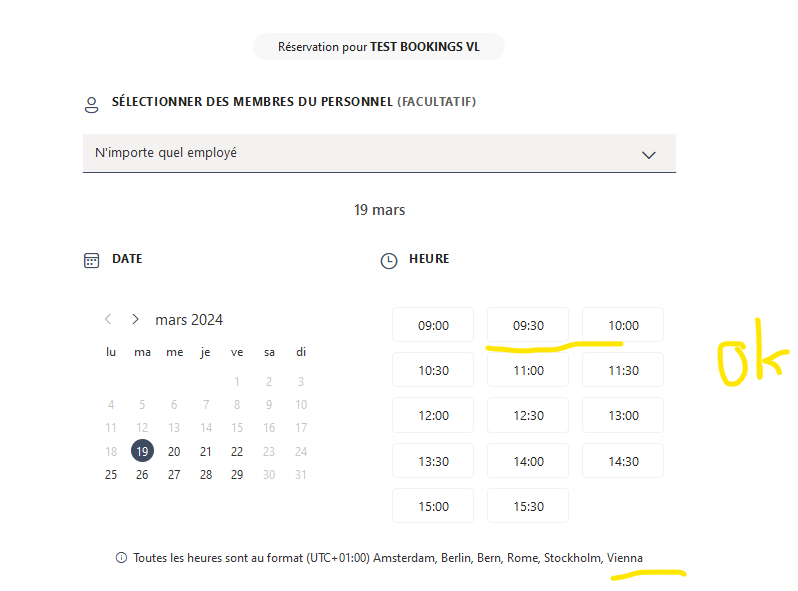 Réservation pour TEST BOOKINGS VL
SÉLECTIONNER DES MEMBRES DU PERSONNEL (FACULTATIF)
N'importe quel employé
19 mars
DATE
HEURE
mars 2024
lu ma me je ve sa di
1 2 3
4 5 6 7 8 9 10
11 12 13 14 15 16 17
18 19 20 21 22 23 24
25 26 27 28 29 30 31
09:00 09:30 10:00
10:30 11:00 11:30
12:00 12:30 13:00
13:30 14:00 14:30
15:00 15:30
ok
Toutes les heures sont au format (UTC+01:00) Amsterdam, Berlin, Bern, Rome, Stockholm, Vienna